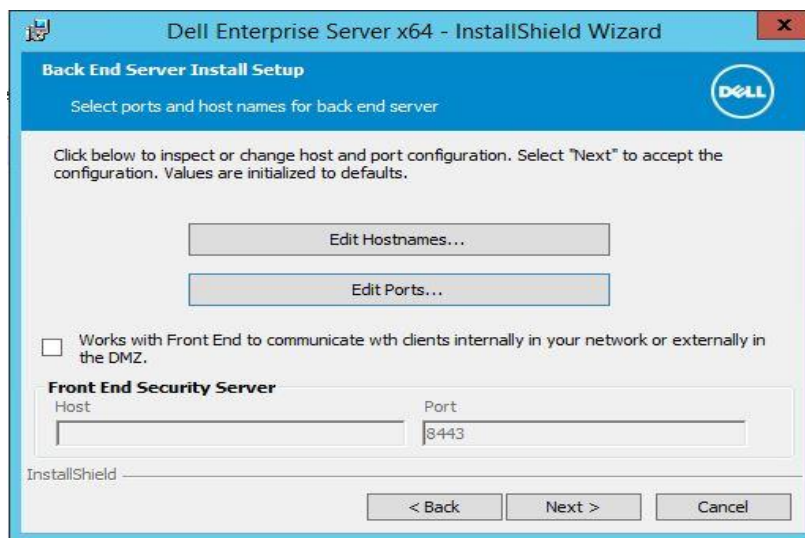 Dell Enterprise Server x64 - InstallShield Wizard
x
Back End Server Install Setup
Select ports and host names for back end server
DELL
Click below to inspect or change host and port configuration. Select "Next" to accept the
configuration. Values are initialized to defaults.
Edit Hostnames...
Edit Ports...
Works with Front End to communicate wth clients internally in your network or externally in
the DMZ.
Front End Security Server
Host
Port
8443
InstallShield
< Back
Next >
Cancel